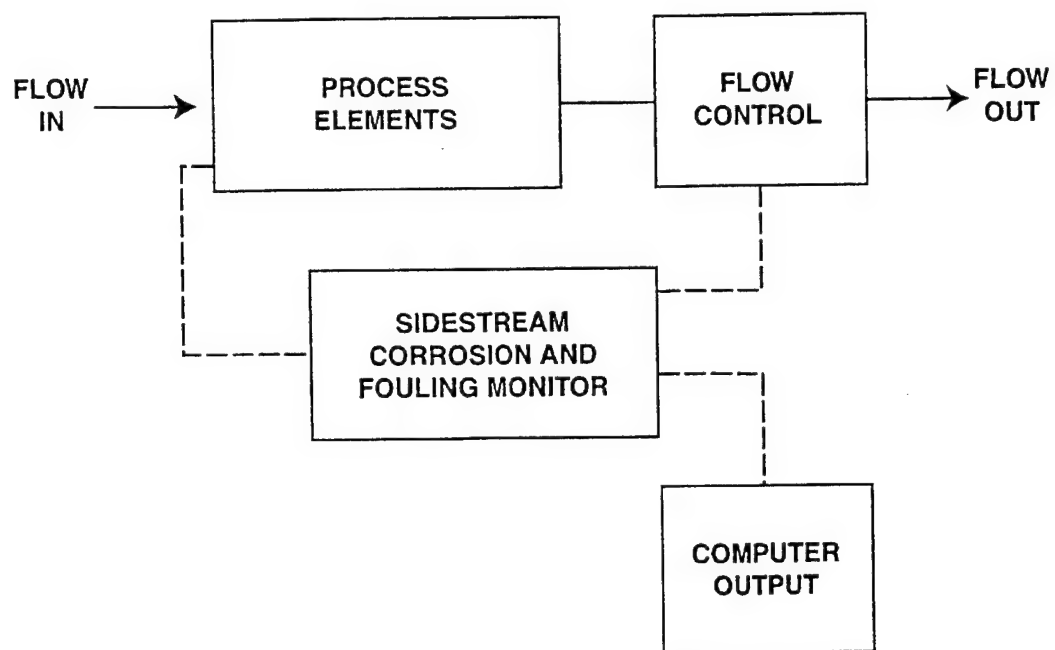 FLOW
IN
PROCESS
ELEMENTS
FLOW
CONTROL
FLOW
OUT
SIDESTREAM
CORROSION AND
FOULING MONITOR
COMPUTER
OUTPUT